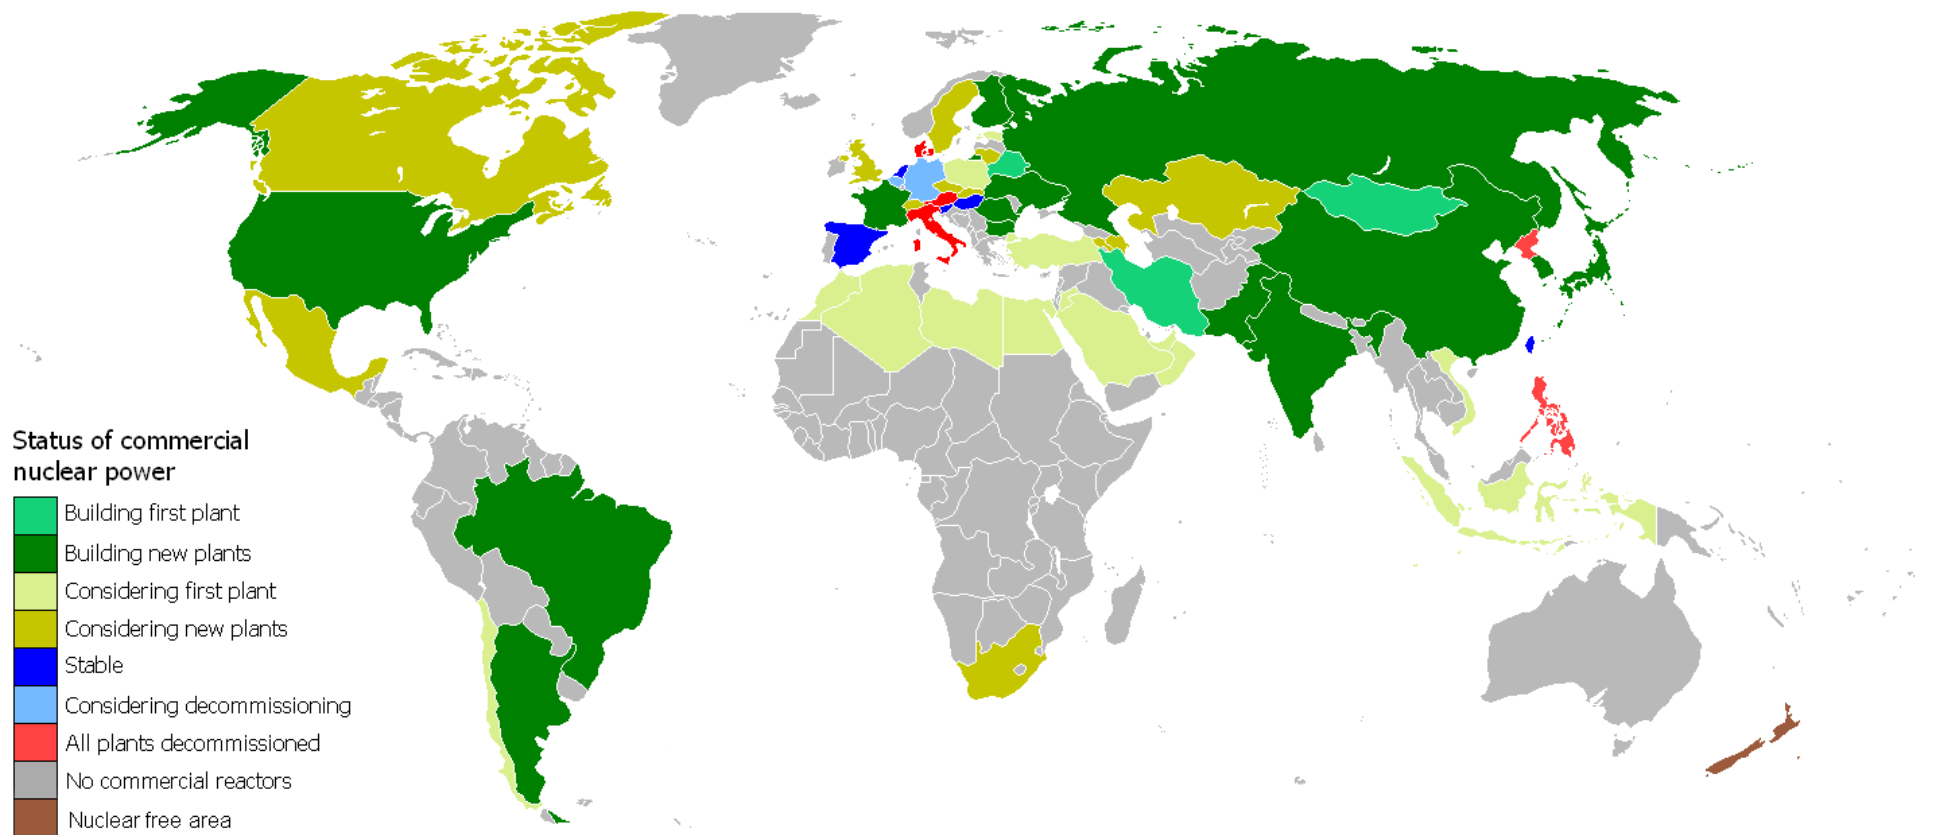 Status of commercial
nuclear power
Building first plant
Building new plants
Considering first plant
Considering new plants
Stable
Considering decommissioning
All plants decommissioned
No commercial reactors
Nuclear free area